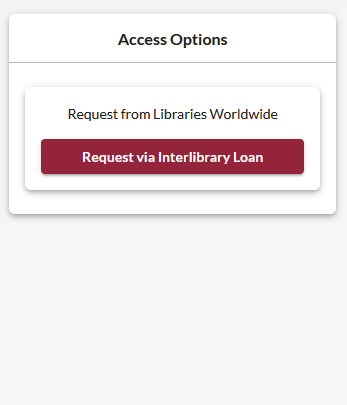 Access Options
Request from Libraries Worldwide
Request via Interlibrary Loan